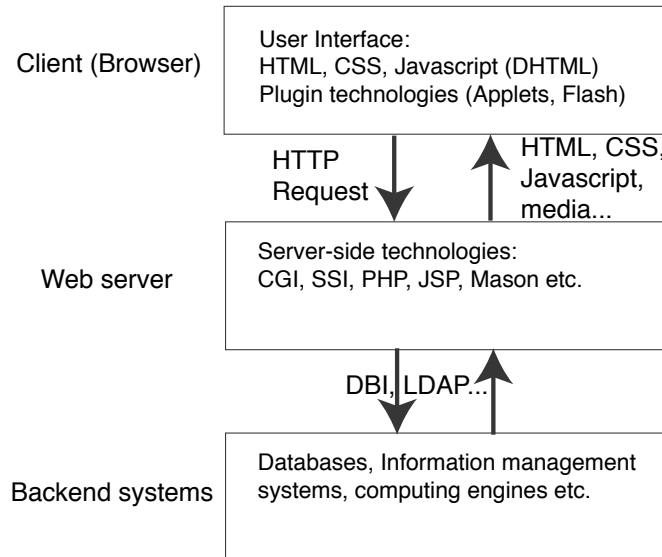 Client (Browser)
User Interface:
HTML, CSS, Javascript (DHTML)
Plugin technologies (Applets, Flash)
HTTP
Request
HTML, CSS,
Javascript,
media...
Web server
Server-side technologies:
CGI, SSI, PHP, JSP, Mason etc.
DBI, LDAP...
Backend systems
Databases, Information management
systems, computing engines etc.